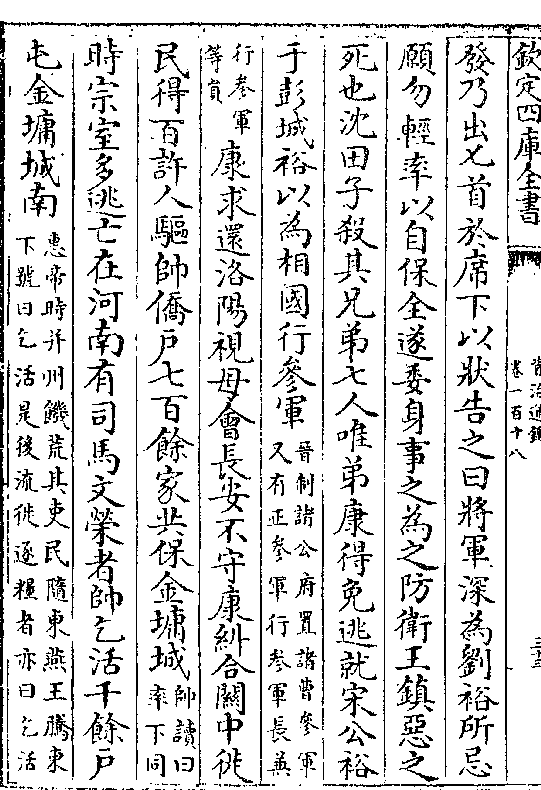 欽定四庫全書
資治通鑑
卷一百十八
發乃出匕首於席下以狀告之曰將軍深為劉裕所忌
願勿輕率以自保全遂委身事之為之防衛王鎮惡之
死也沈田子殺其兄弟七人唯弟康得免逃就宋公裕
于彭城裕以為相國行參軍
晉制諸公府置諸曹參軍
又有正參軍行參軍長兼
行參軍
等員
康求還洛陽視母會長安不守康糾合關中徙
民得百許人驅帥僑戶七百餘家共保金墉城
帥讀曰
率下同
時宗室多逃亡在河南有司馬文榮者帥乞活千餘戶
屯金墉城南
惠帝時并州饑荒其吏民隨東燕王騰東
下號曰乞活是後流徙逐糧者亦曰乞活